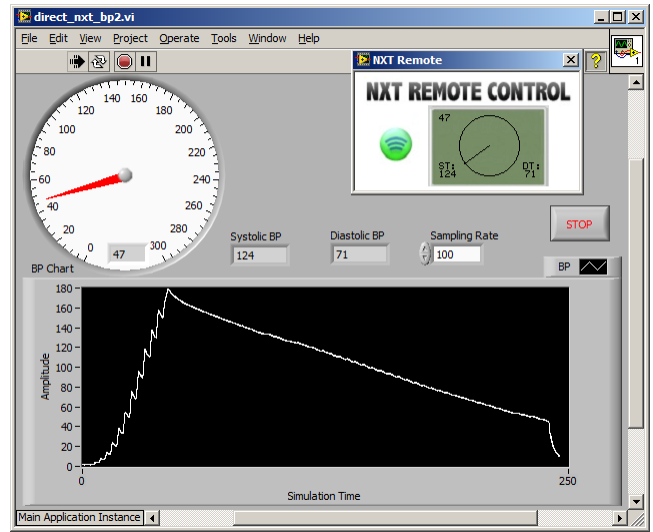 direct_nxt_bp2.vi
File Edit View Project Operate Tools Window Help
1
NXT Remote
NXT REMOTE CONTROL
47
ST:
124
DT:
71
0
20
40
60
80
100
120
140
160
180
200
220
240
260
280
300
47
Systolic BP
124
Diastolic BP
71
Sampling Rate
100
STOP
BP Chart
BP
180
160
140
120
100
80
60
40
20
0
Amplitude
0
250
Simulation Time
Main Application Instance